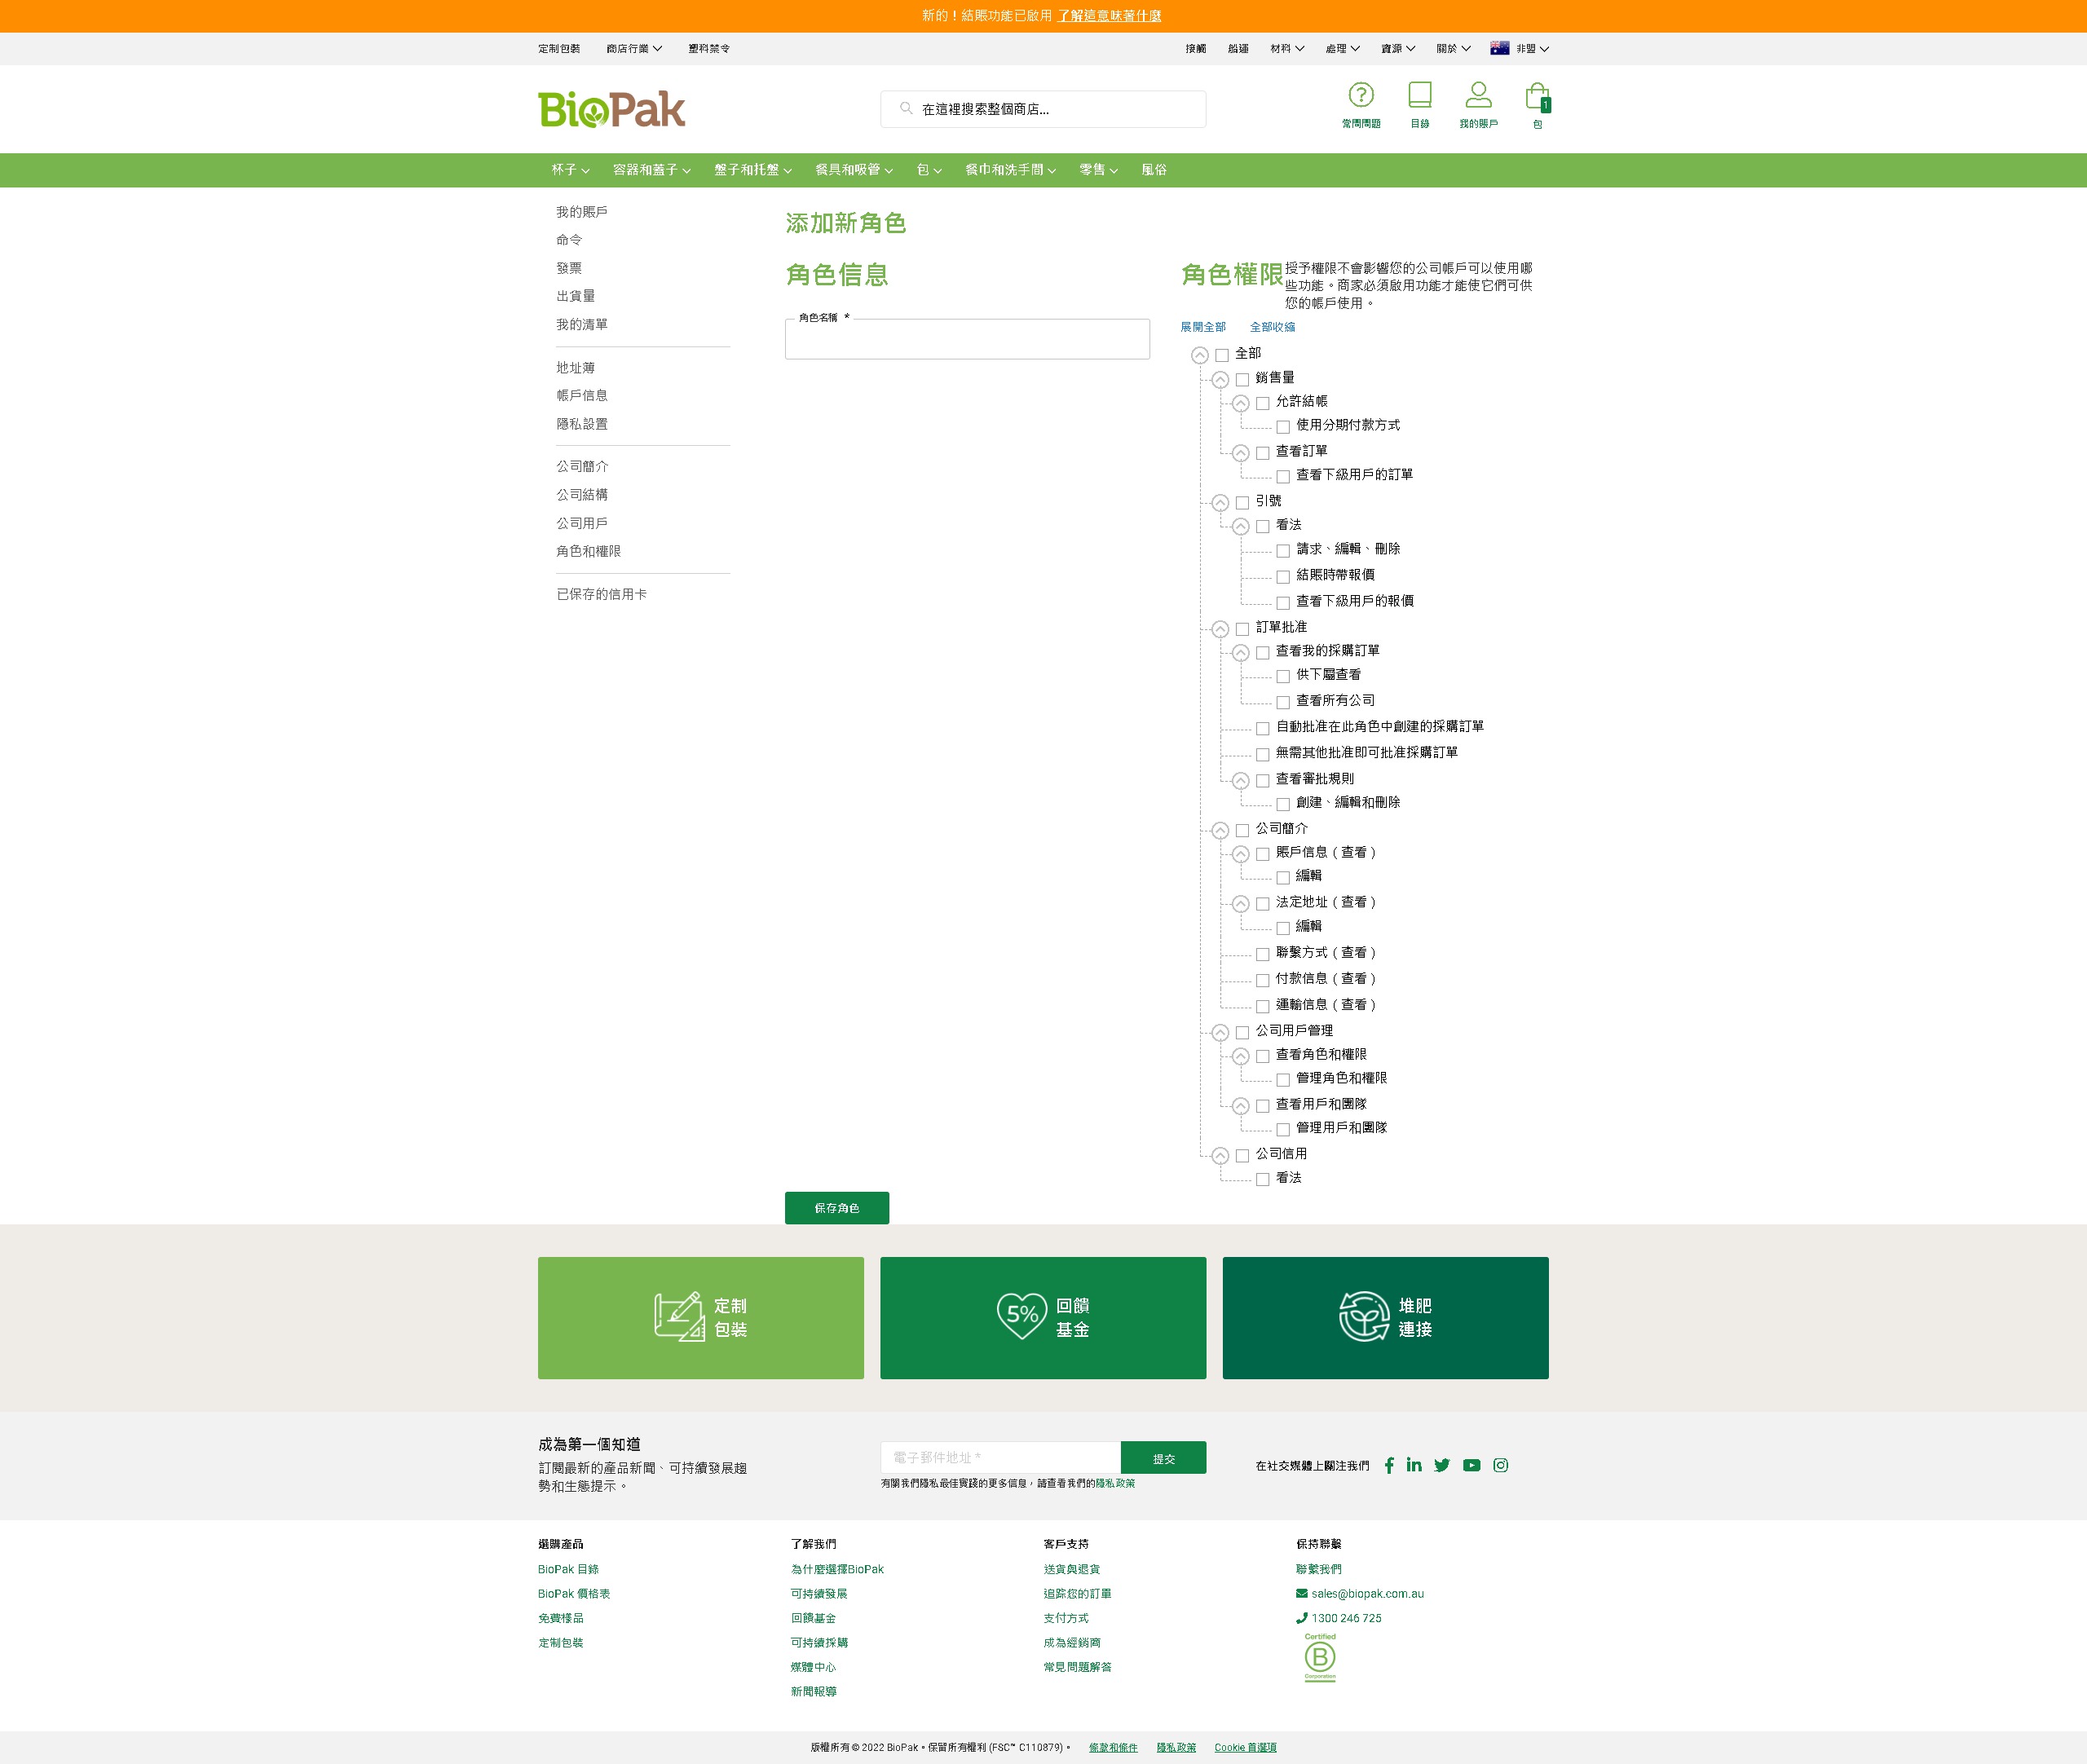 新的！結賬功能已啟用 了解這意味著什麼
定制包裝 商店行業 塑料禁令 接觸 船運 材料 處理 資源 關於 非盟
BioPak
在這裡搜索整個商店...
常問問題 目錄 我的賬戶 1 包
杯子 容器和蓋子 盤子和托盤 餐具和吸管 包 餐巾和洗手間 零售 風俗
我的賬戶
命令
發票
出貨量
我的清單
地址簿
帳戶信息
隱私設置
公司簡介
公司結構
公司用戶
角色和權限
已保存的信用卡
添加新角色
角色信息
角色名稱 *
角色權限
授予權限不會影響您的公司帳戶可以使用哪
些功能。商家必須啟用功能才能使它們可供
您的帳戶使用。
展開全部 全部收縮
全部
銷售量
允許結帳
使用分期付款方式
查看訂單
查看下級用戶的訂單
引號
看法
請求、編輯、刪除
結賬時帶報價
查看下級用戶的報價
訂單批准
查看我的採購訂單
供下屬查看
查看所有公司
自動批准在此角色中創建的採購訂單
無需其他批准即可批准採購訂單
查看審批規則
創建、編輯和刪除
公司簡介
賬戶信息（查看）
編輯
法定地址（查看）
編輯
聯繫方式（查看）
付款信息（查看）
運輸信息（查看）
公司用戶管理
查看角色和權限
管理角色和權限
查看用戶和團隊
管理用戶和團隊
公司信用
看法
保存角色
定制
包裝
5%
回饋
基金
堆肥
連接
成為第一個知道
訂閱最新的產品新聞、可持續發展趨
勢和生態提示。
電子郵件地址 * 提交
有關我們隱私最佳實踐的更多信息，請查看我們的隱私政策
在社交媒體上關注我們
選購產品
BioPak 目錄
BioPak 價格表
免費樣品
定制包裝
了解我們
為什麼選擇BioPak
可持續發展
回饋基金
可持續採購
媒體中心
新聞報導
客戶支持
送貨與退貨
追踪您的訂單
支付方式
成為經銷商
常見問題解答
保持聯繫
聯繫我們
sales@biopak.com.au
1300 246 725
Certified
B
Corporation
版權所有 © 2022 BioPak。保留所有權利 (FSC™ C110879)。 條款和條件 隱私政策 Cookie 首選項